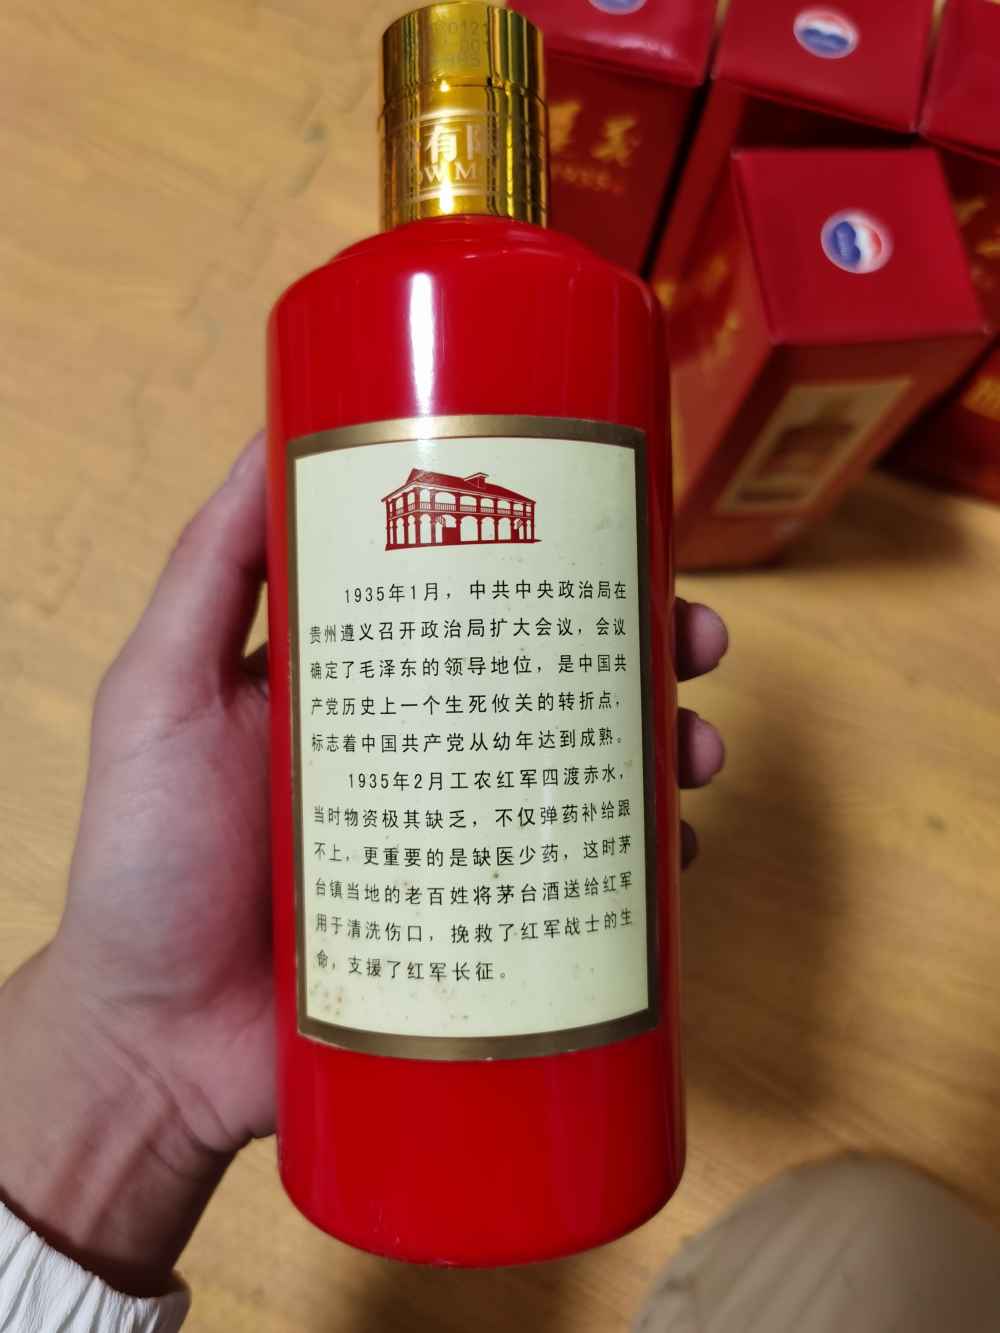 有限
OW M
1935年1月，中共中央政治局在
贵州遵义召开政治局扩大会议，会议
确定了毛泽东的领导地位，是中国共
产党历史上一个生死攸关的转折点，
标志着中国共产党从幼年达到成熟。
1935年2月工农红军四渡赤水，
当时物资极其缺乏，不仅弹药补给跟
不上，更重要的是缺医少药，这时茅
台镇当地的老百姓将茅台酒送给红军
用于清洗伤口，挽救了红军战士的生
命，支援了红军长征。